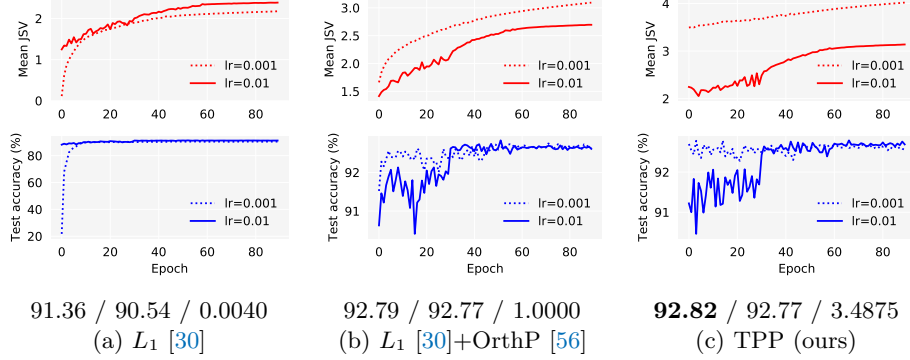 Mean JSV
2
1
0
lr=0.001
lr=0.01
0 20 40 60 80
Test accuracy (%)
80
60
40
20
lr=0.001
lr=0.01
0 20 40 60 80
Epoch
91.36 / 90.54 / 0.0040
(a) L₁ [30]
Mean JSV
3.0
2.5
2.0
1.5
lr=0.001
lr=0.01
0 20 40 60 80
Test accuracy (%)
92
91
lr=0.001
lr=0.01
0 20 40 60 80
Epoch
92.79 / 92.77 / 1.0000
(b) L₁ [30]+OrthP [56]
Mean JSV
4
3
2
lr=0.001
lr=0.01
0 20 40 60 80
Test accuracy (%)
92
91
lr=0.001
lr=0.01
0 20 40 60 80
Epoch
92.82 / 92.77 / 3.4875
(c) TPP (ours)